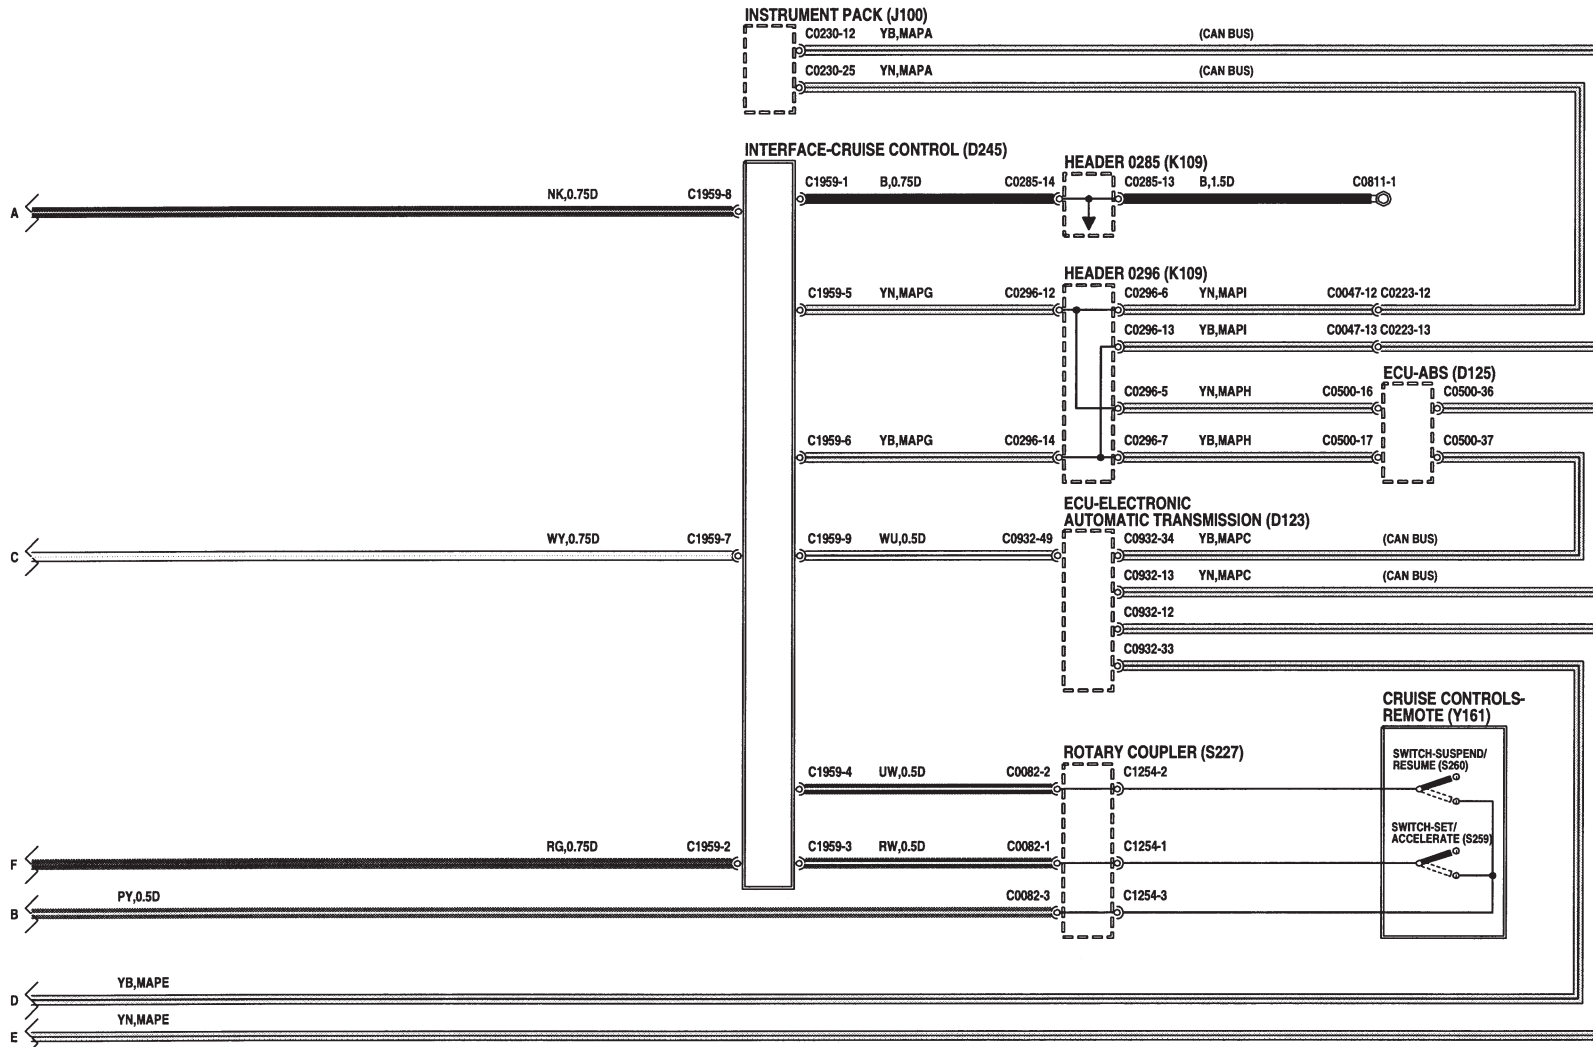 INSTRUMENT PACK (J100)
C0230-12 YB,MAPA (CAN BUS)
C0230-25 YN,MAPA (CAN BUS)
INTERFACE-CRUISE CONTROL (D245)
HEADER 0285 (K109)
A NK,0.75D C1959-8 C1959-1 B,0.75D C0285-14 C0285-13 B,1.5D C0811-1
HEADER 0296 (K109)
C1959-5 YN,MAPG C0296-12 C0296-6 YN,MAPI C0047-12 C0223-12
C0296-13 YB,MAPI C0047-13 C0223-13
ECU-ABS (D125)
C0296-5 YN,MAPH C0500-16 C0500-36
C1959-6 YB,MAPG C0296-14 C0296-7 YB,MAPH C0500-17 C0500-37
ECU-ELECTRONIC
AUTOMATIC TRANSMISSION (D123)
C WY,0.75D C1959-7 C1959-9 WU,0.5D C0932-49 C0932-34 YB,MAPC (CAN BUS)
C0932-13 YN,MAPC (CAN BUS)
C0932-12
C0932-33
CRUISE CONTROLS-
REMOTE (Y161)
ROTARY COUPLER (S227)
SWITCH-SUSPEND/
RESUME (S260)
C1959-4 UW,0.5D C0082-2 C1254-2
SWITCH-SET/
ACCELERATE (S259)
F RG,0.75D C1959-2 C1959-3 RW,0.5D C0082-1 C1254-1
B PY,0.5D C0082-3 C1254-3
D YB,MAPE
E YN,MAPE